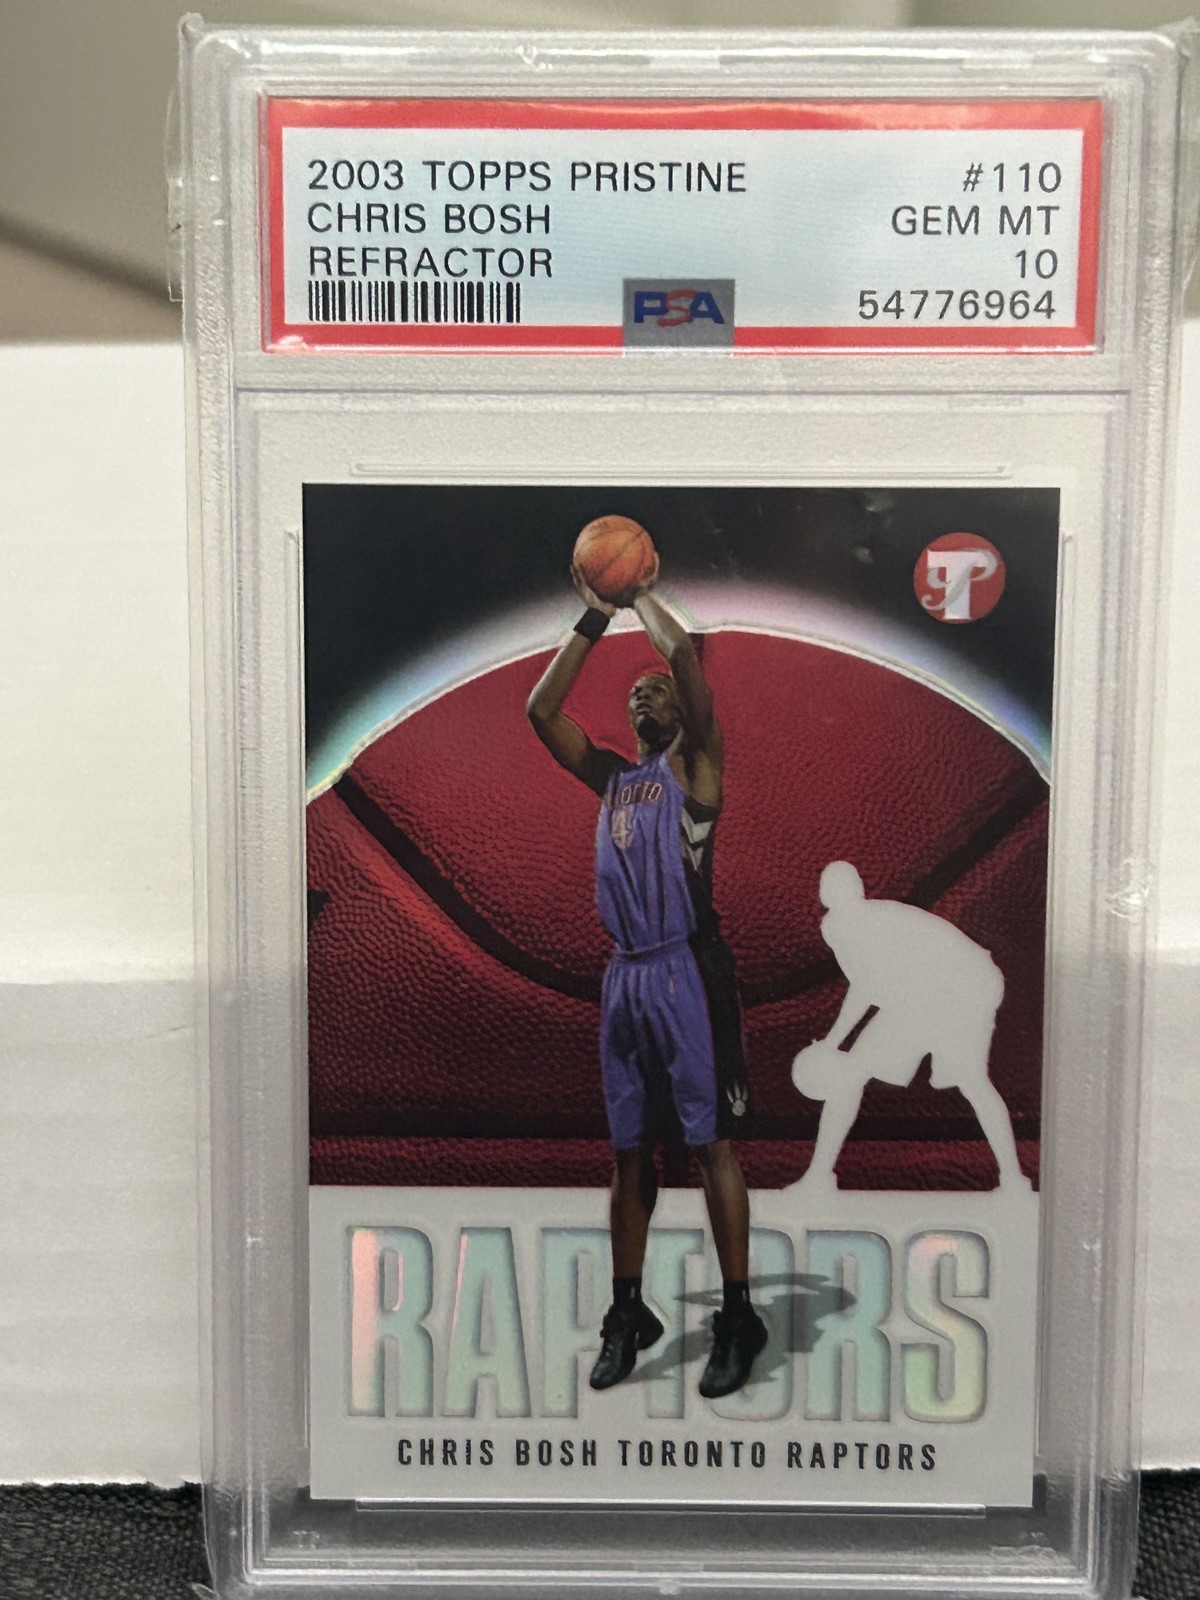 2003 TOPPS PRISTINE #110
CHRIS BOSH GEM MT
REFRACTOR 10
54776964
PSA
RAPTORS
CHRIS BOSH TORONTO RAPTORS